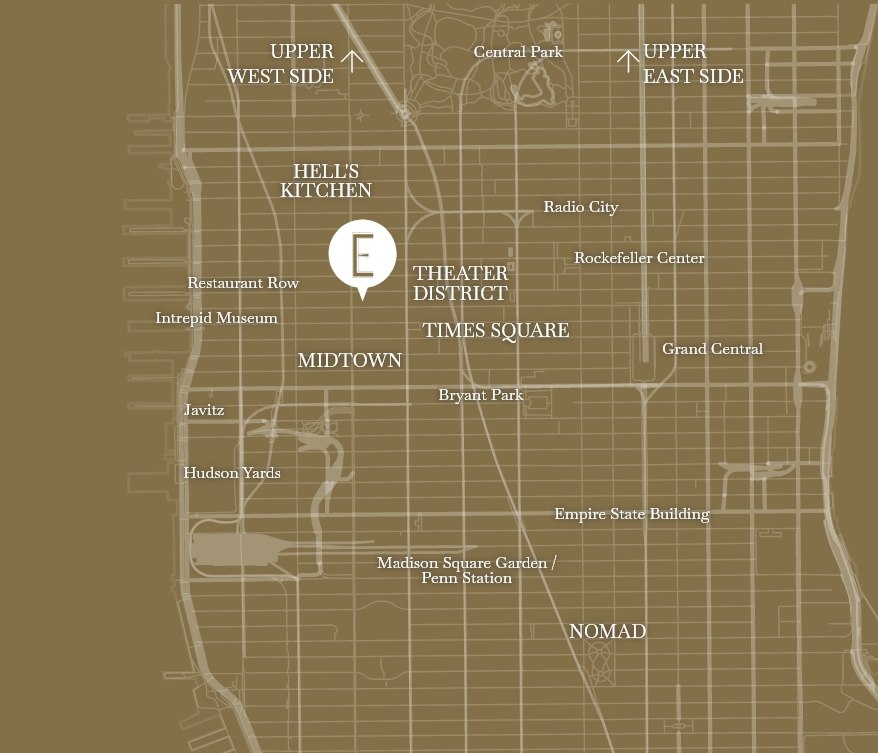 UPPER
WEST SIDE
Central Park
UPPER
EAST SIDE
HELL'S
KITCHEN
Radio City
E
Rockefeller Center
THEATER
DISTRICT
Restaurant Row
Intrepid Museum
TIMES SQUARE
Grand Central
MIDTOWN
Bryant Park
Javitz
Hudson Yards
Empire State Building
Madison Square Garden /
Penn Station
NOMAD